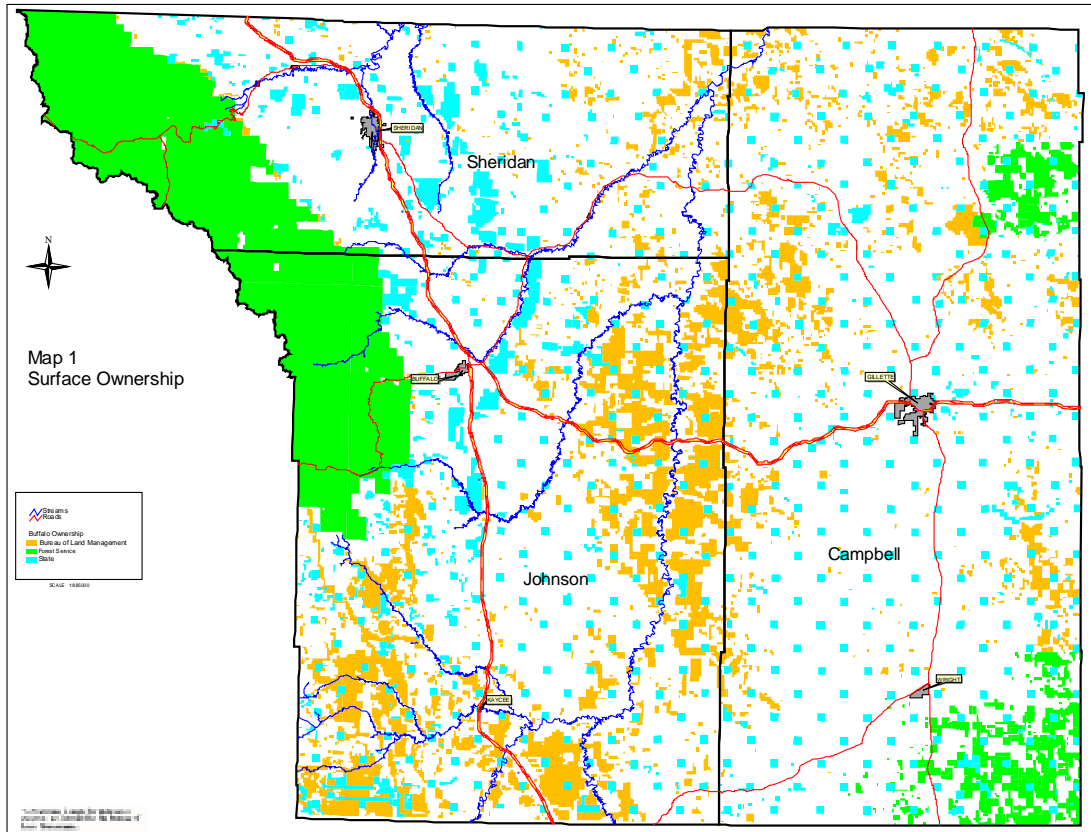 SHERIDAN
Sheridan
N
Map 1
Surface Ownership
BUFFALO
GILLETTE
Streams
Roads
Buffalo Ownership
Bureau of Land Management
Forest Service
State
Campbell
Johnson
WRIGHT
KAYCEE